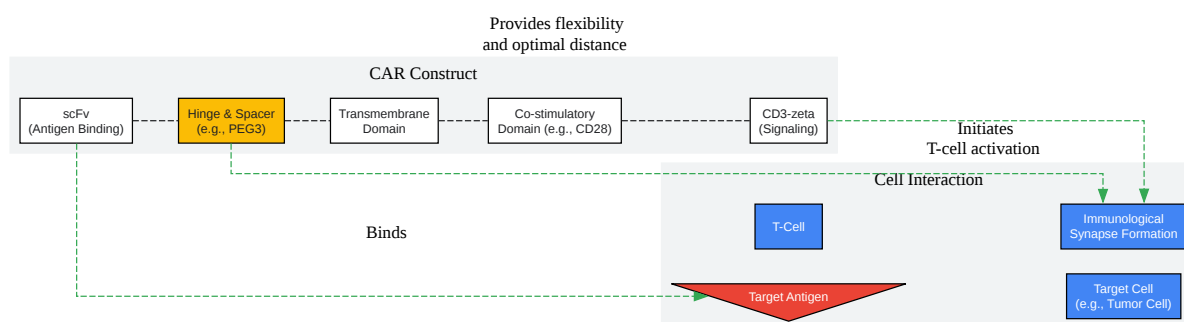 Provides flexibility
and optimal distance
CAR Construct
scFv
(Antigen Binding)
Hinge & Spacer
(e.g., PEG3)
Transmembrane
Domain
Co-stimulatory
Domain (e.g., CD28)
CD3-zeta
(Signaling)
Initiates
T-cell activation
Cell Interaction
Binds
T-Cell
Immunological
Synapse Formation
Target Antigen
Target Cell
(e.g., Tumor Cell)